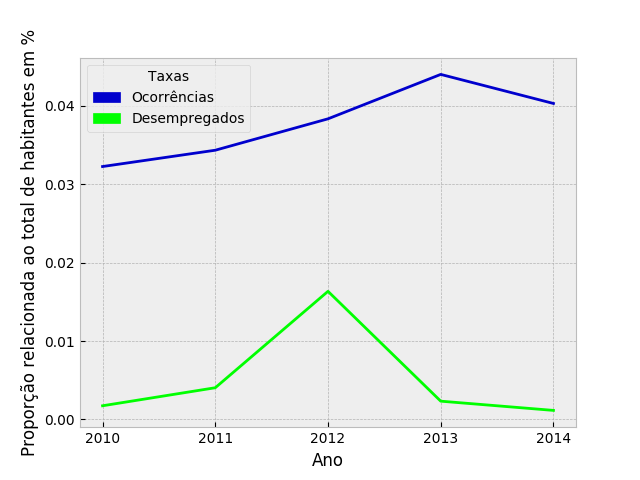 Proporção relacionada ao total de habitantes em %
Taxas
Ocorrências
Desempregados
0.04
0.03
0.02
0.01
0.00
2010 2011 2012 2013 2014
Ano